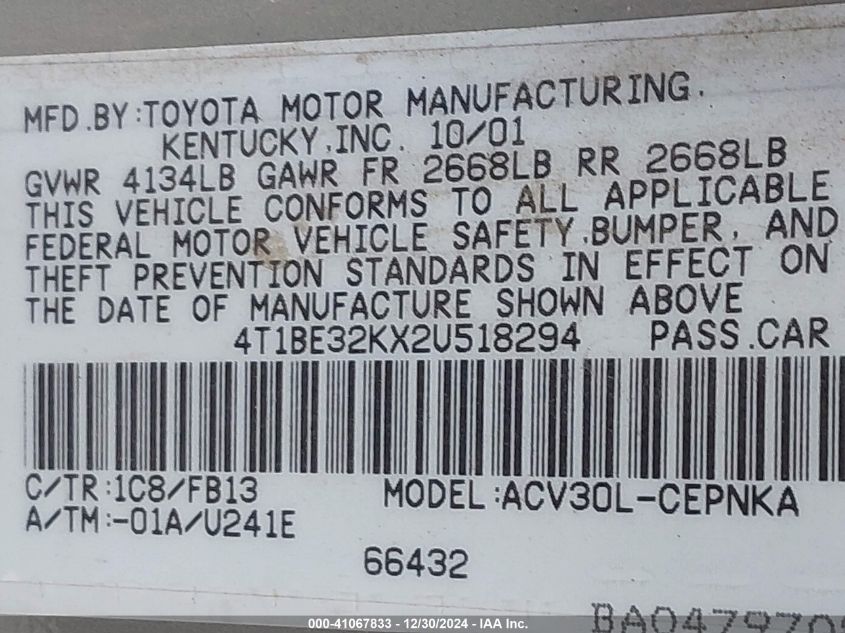 MFD.BY:TOYOTA MOTOR MANUFACTURING.
KENTUCKY,INC. 10/01
GVWR 4134LB GAWR FR 2668LB RR 2668LB
THIS VEHICLE CONFORMS TO ALL APPLICABLE
FEDERAL MOTOR VEHICLE SAFETY,BUMPER, AND
THEFT PREVENTION STANDARDS IN EFFECT ON
THE DATE OF MANUFACTURE SHOWN ABOVE
4T1BE32KX2U518294 PASS.CAR
C/TR:1C8/FB13 MODEL:ACV30L-CEPNKA
A/TM:-01A/U241E
66432
000-41067833 - 12/30/2024 - IAA Inc.